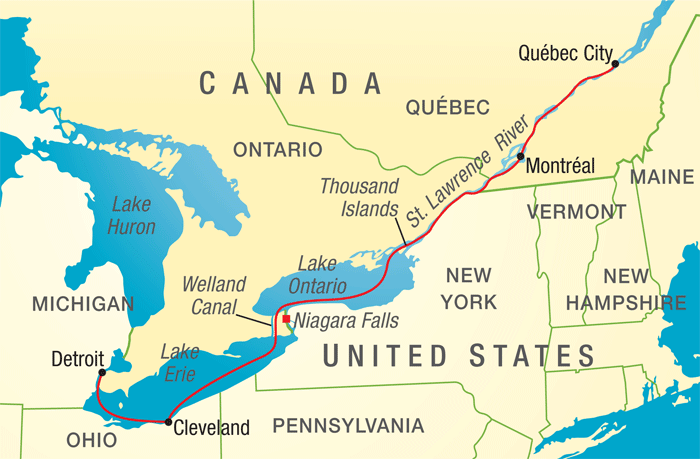 Québec City
CANADA
QUÉBEC
ONTARIO
St. Lawrence River
Montréal
MAINE
Thousand
Islands
Lake
Huron
VERMONT
Lake
Ontario
Welland
Canal
NEW
YORK
NEW
HAMPSHIRE
MICHIGAN
Niagara Falls
Detroit
Lake
Erie
UNITED STATES
Cleveland
PENNSYLVANIA
OHIO